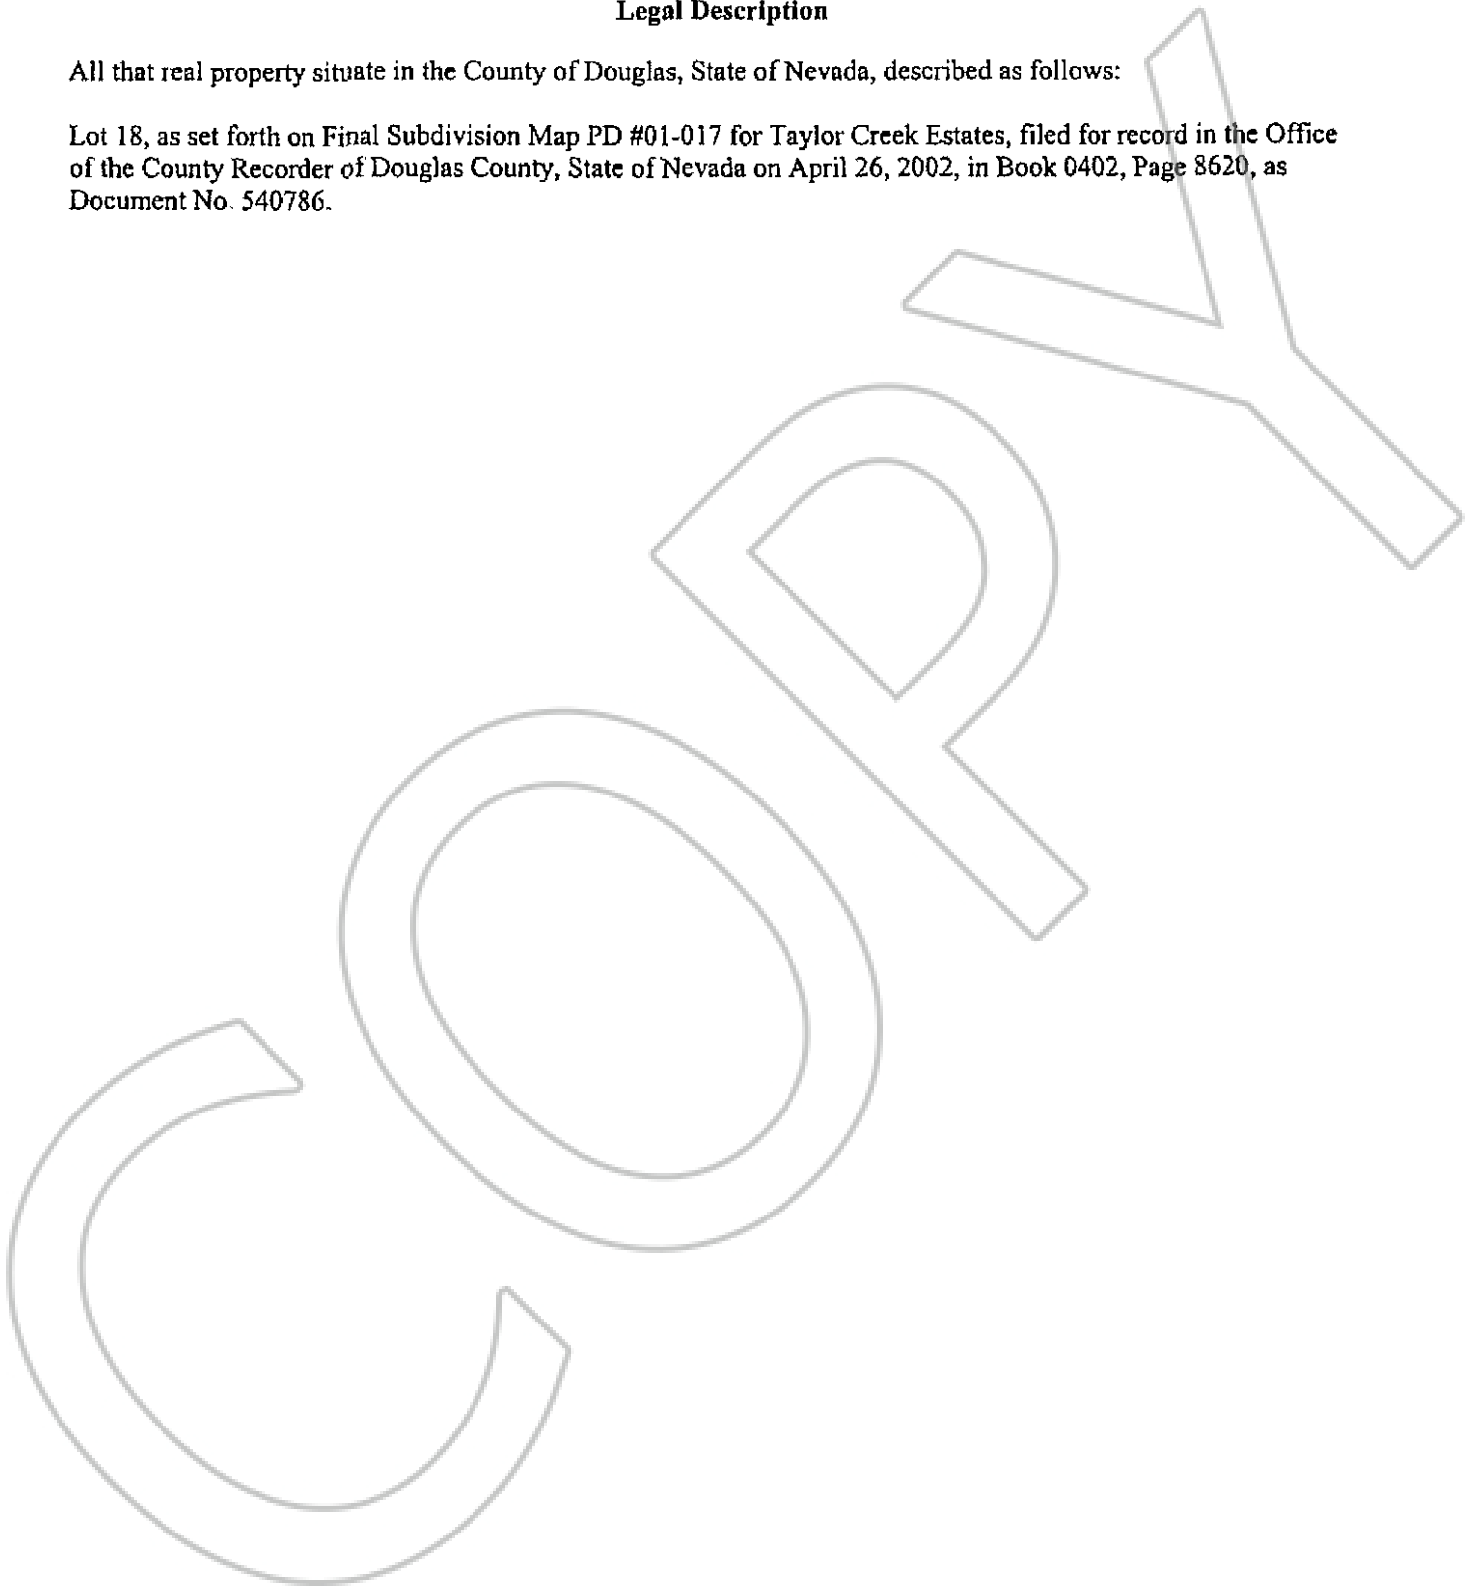 Legal Description
All that real property situate in the County of Douglas, State of Nevada, described as follows:
Lot 18, as set forth on Final Subdivision Map PD #01-017 for Taylor Creek Estates, filed for record in the Office
of the County Recorder of Douglas County, State of Nevada on April 26, 2002, in Book 0402, Page 8620, as
Document No. 540786.
COPY